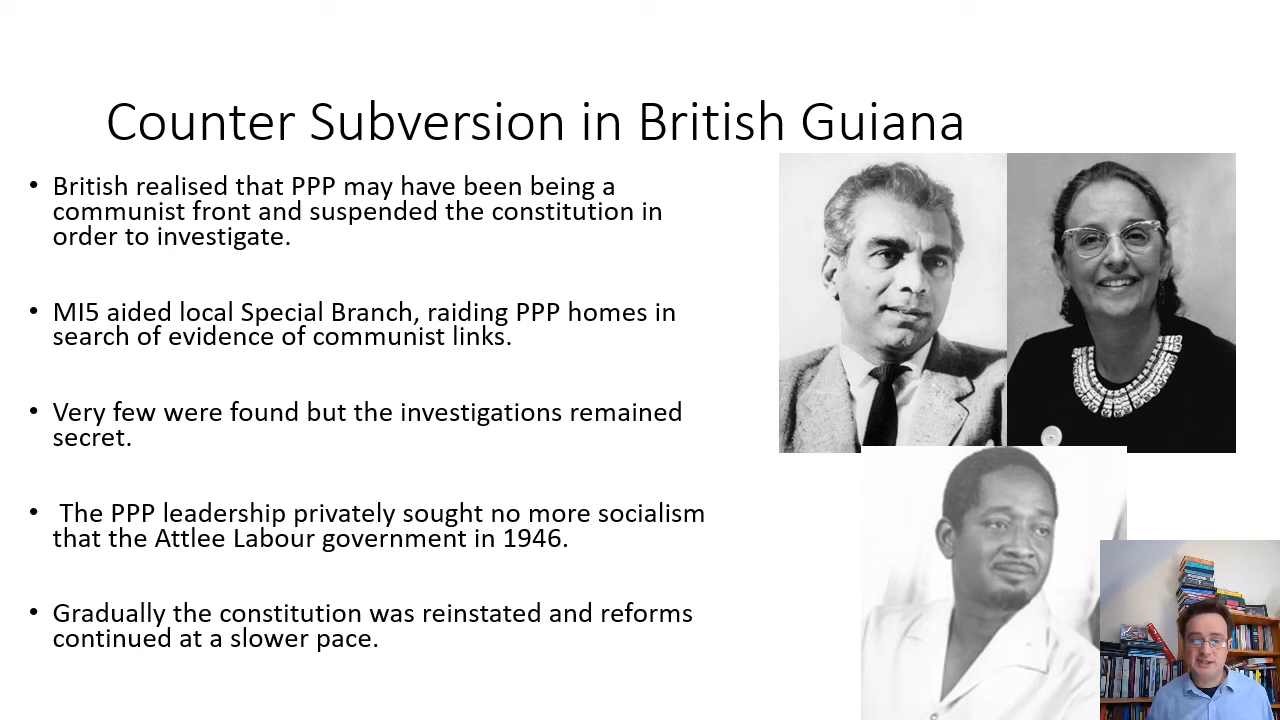 Counter Subversion in British Guiana
• British realised that PPP may have been being a
communist front and suspended the constitution in
order to investigate.
• MI5 aided local Special Branch, raiding PPP homes in
search of evidence of communist links.
• Very few were found but the investigations remained
secret.
• The PPP leadership privately sought no more socialism
that the Attlee Labour government in 1946.
• Gradually the constitution was reinstated and reforms
continued at a slower pace.